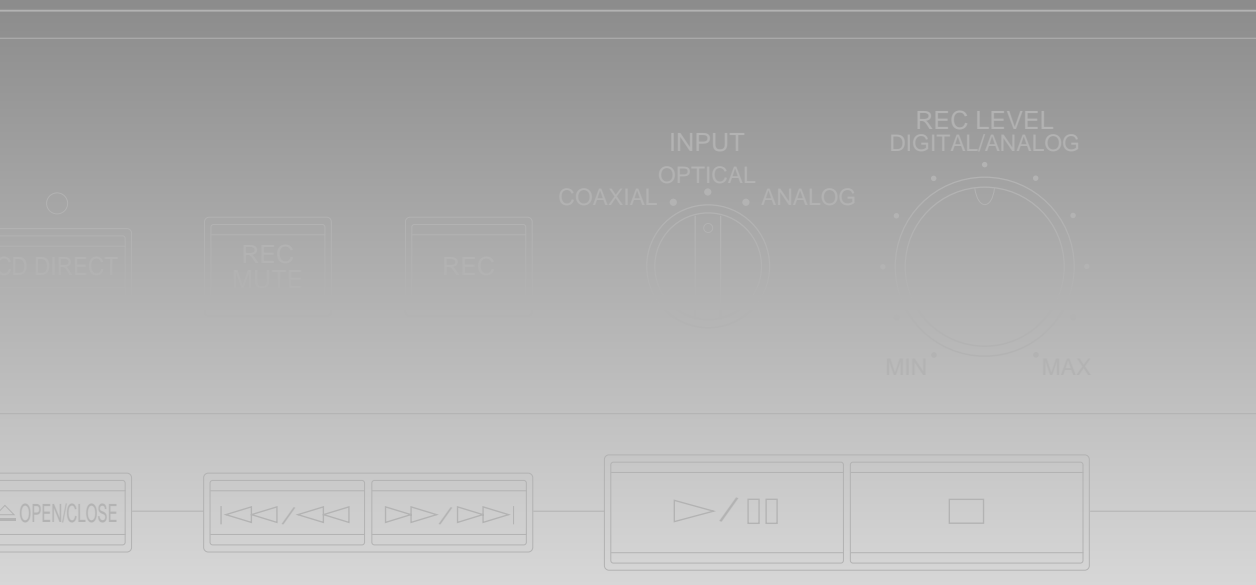 REC LEVEL
DIGITAL/ANALOG
INPUT
OPTICAL
COAXIAL
ANALOG
CD DIRECT
REC
MUTE
REC
MIN
MAX
OPEN/CLOSE